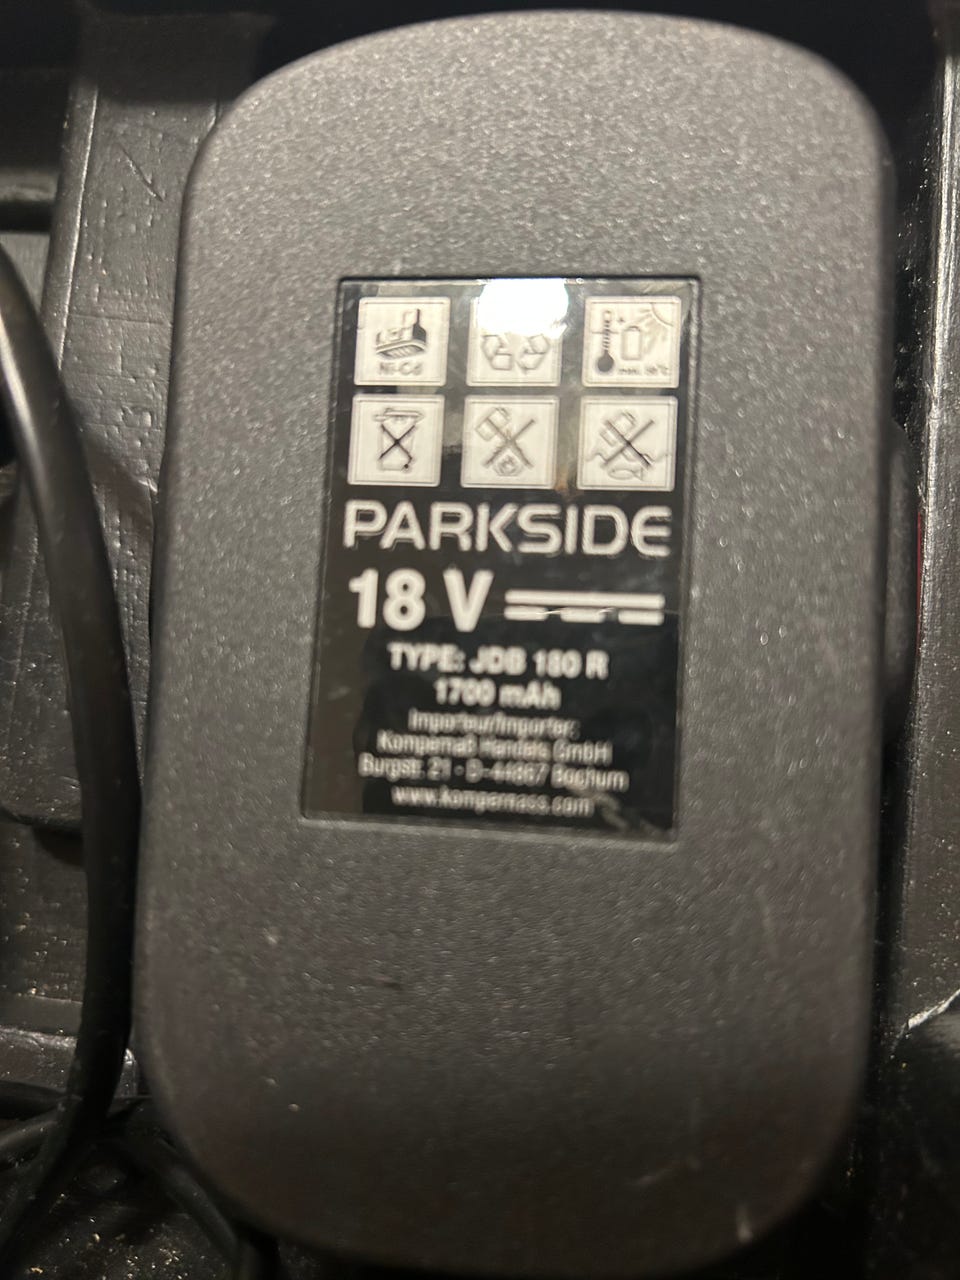 Ni-Cd
PARKSIDE
18 V
TYPE: JDB 180 R
1700 mAh
Importeur/Importer:
Kompernaß Handels GmbH
Burgstr. 21 · D-44867 Bochum
www.kompernass.com